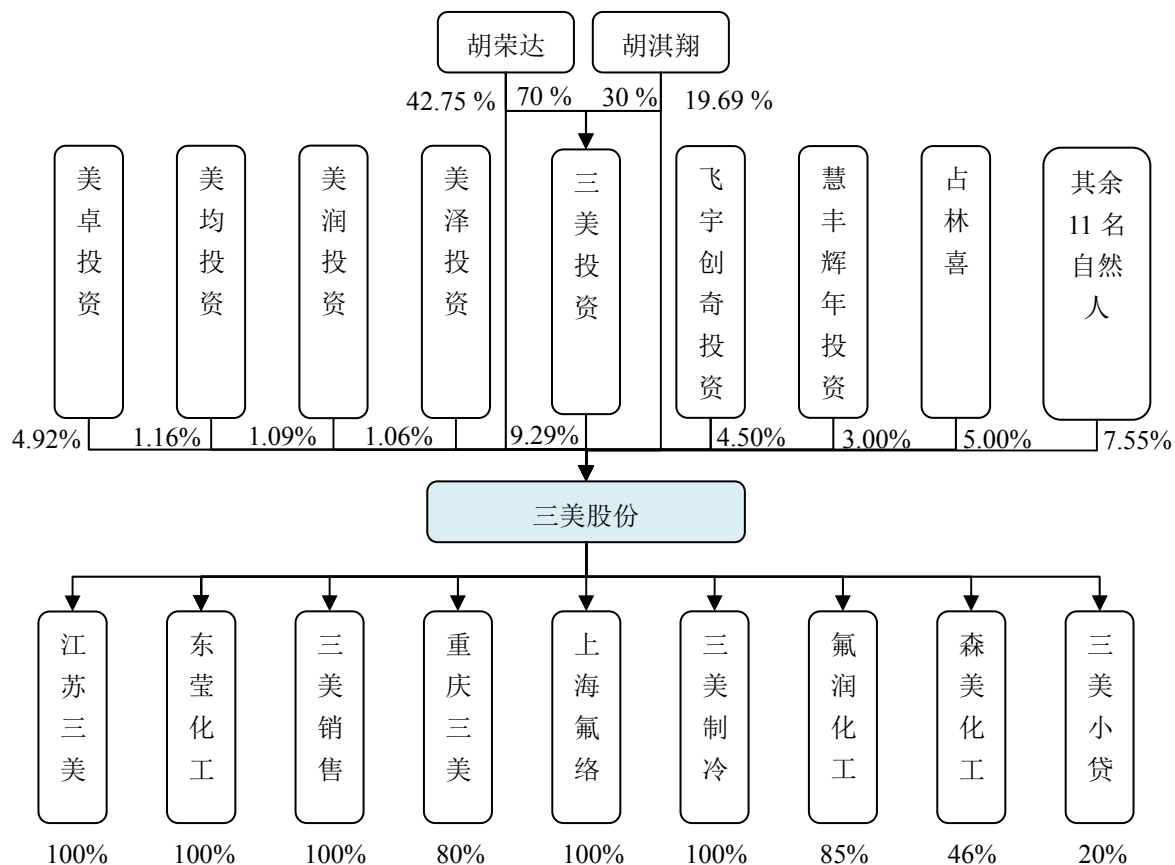 胡荣达
胡淇翔
42.75 %
70 %
30 %
19.69 %
美卓投资
美均投资
美润投资
美泽投资
三美投资
飞宇创奇投资
慧丰辉年投资
占林喜
其余
11 名
自然
人
4.92%
1.16%
1.09%
1.06%
9.29%
4.50%
3.00%
5.00%
7.55%
三美股份
江苏三美
东莹化工
三美销售
重庆三美
上海氟络
三美制冷
氟润化工
森美化工
三美小贷
100%
100%
100%
80%
100%
100%
85%
46%
20%